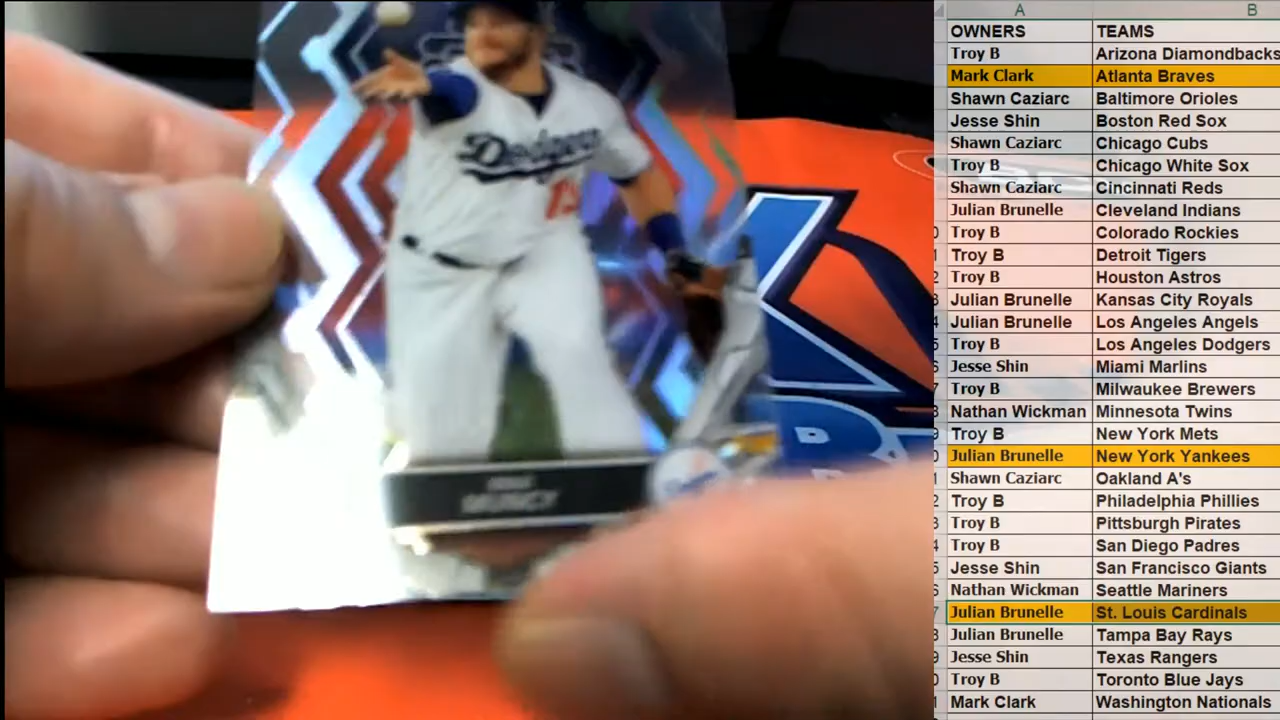 Dodgers
MUNCY
A B
OWNERS TEAMS
Troy B Arizona Diamondbacks
Mark Clark Atlanta Braves
Shawn Caziarc Baltimore Orioles
Jesse Shin Boston Red Sox
Shawn Caziarc Chicago Cubs
Troy B Chicago White Sox
Shawn Caziarc Cincinnati Reds
Julian Brunelle Cleveland Indians
Troy B Colorado Rockies
Troy B Detroit Tigers
Troy B Houston Astros
Julian Brunelle Kansas City Royals
Julian Brunelle Los Angeles Angels
Troy B Los Angeles Dodgers
Jesse Shin Miami Marlins
Troy B Milwaukee Brewers
Nathan Wickman Minnesota Twins
Troy B New York Mets
Julian Brunelle New York Yankees
Shawn Caziarc Oakland A's
Troy B Philadelphia Phillies
Troy B Pittsburgh Pirates
Troy B San Diego Padres
Jesse Shin San Francisco Giants
Nathan Wickman Seattle Mariners
Julian Brunelle St. Louis Cardinals
Julian Brunelle Tampa Bay Rays
Jesse Shin Texas Rangers
Troy B Toronto Blue Jays
Mark Clark Washington Nationals